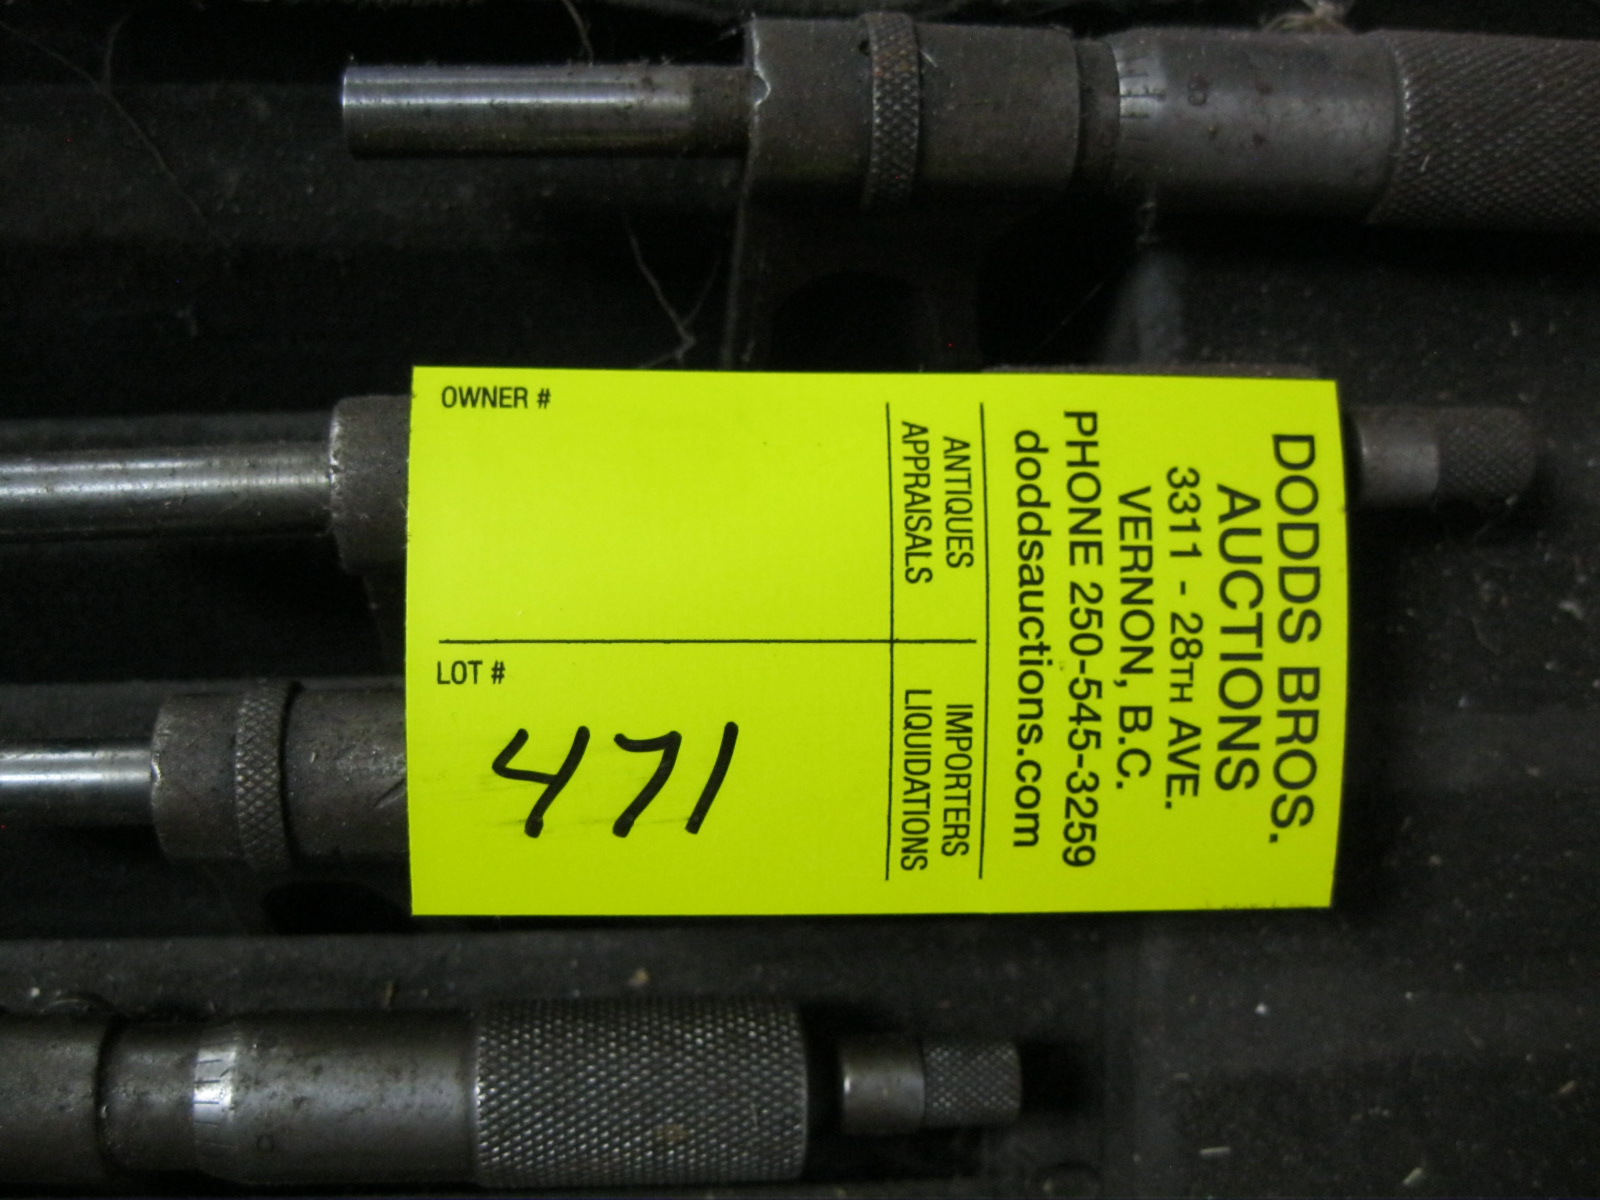 OWNER #
LOT #
471
ANTIQUES
APPRAISALS
IMPORTERS
LIQUIDATIONS
DODDS BROS.
AUCTIONS
3311 - 28TH AVE.
VERNON, B.C.
PHONE 250-545-3259
doddsauctions.com
0